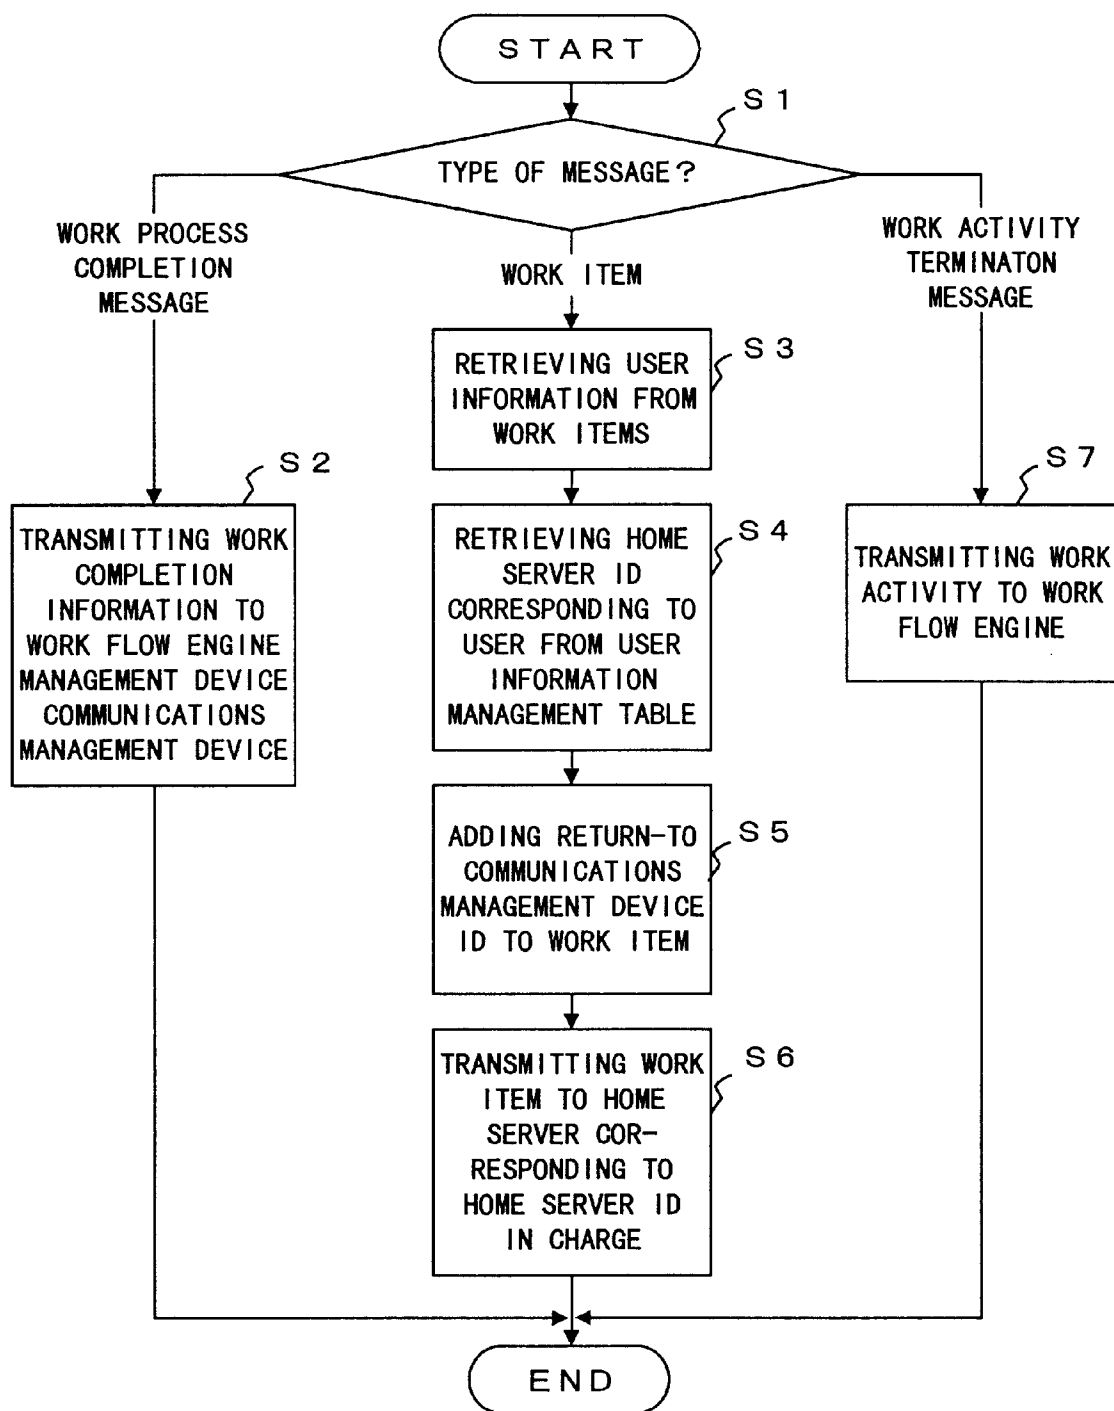 START
S1
TYPE OF MESSAGE?
WORK PROCESS
COMPLETION
MESSAGE
WORK ITEM
WORK ACTIVITY
TERMINATON
MESSAGE
S3
RETRIEVING USER
INFORMATION FROM
WORK ITEMS
S2
TRANSMITTING WORK
COMPLETION
INFORMATION TO
WORK FLOW ENGINE
MANAGEMENT DEVICE
COMMUNICATIONS
MANAGEMENT DEVICE
S4
RETRIEVING HOME
SERVER ID
CORRESPONDING TO
USER FROM USER
INFORMATION
MANAGEMENT TABLE
S7
TRANSMITTING WORK
ACTIVITY TO WORK
FLOW ENGINE
S5
ADDING RETURN-TO
COMMUNICATIONS
MANAGEMENT DEVICE
ID TO WORK ITEM
S6
TRANSMITTING WORK
ITEM TO HOME
SERVER COR-
RESPONDING TO
HOME SERVER ID
IN CHARGE
END